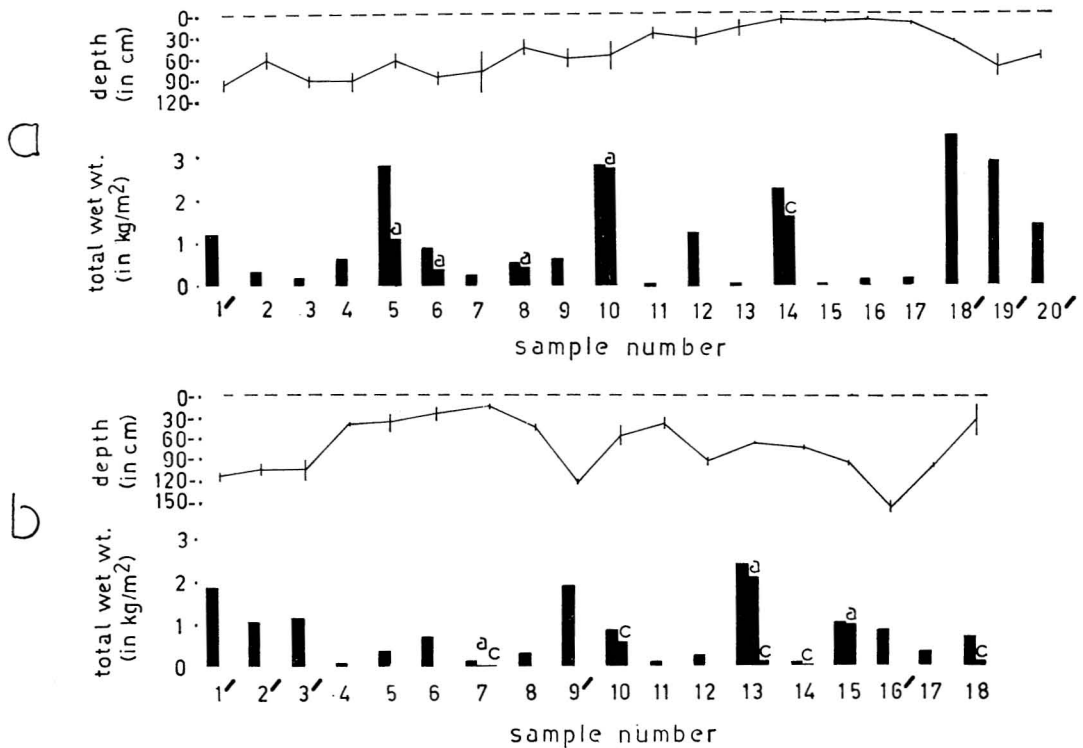 a
depth
(in cm)
0
30
60
90
120
total wet wt.
(in kg/m²)
3
2
1
0
a
a
a
a
c
1′ 2 3 4 5 6 7 8 9 10 11 12 13 14 15 16 17 18′ 19′ 20′
sample number
b
depth
(in cm)
0
30
60
90
120
150
total wet wt.
(in kg/m²)
3
2
1
0
a c
c
a
c
c
a
c
1′ 2′ 3′ 4 5 6 7 8 9′ 10 11 12 13 14 15 16′ 17 18
sample number